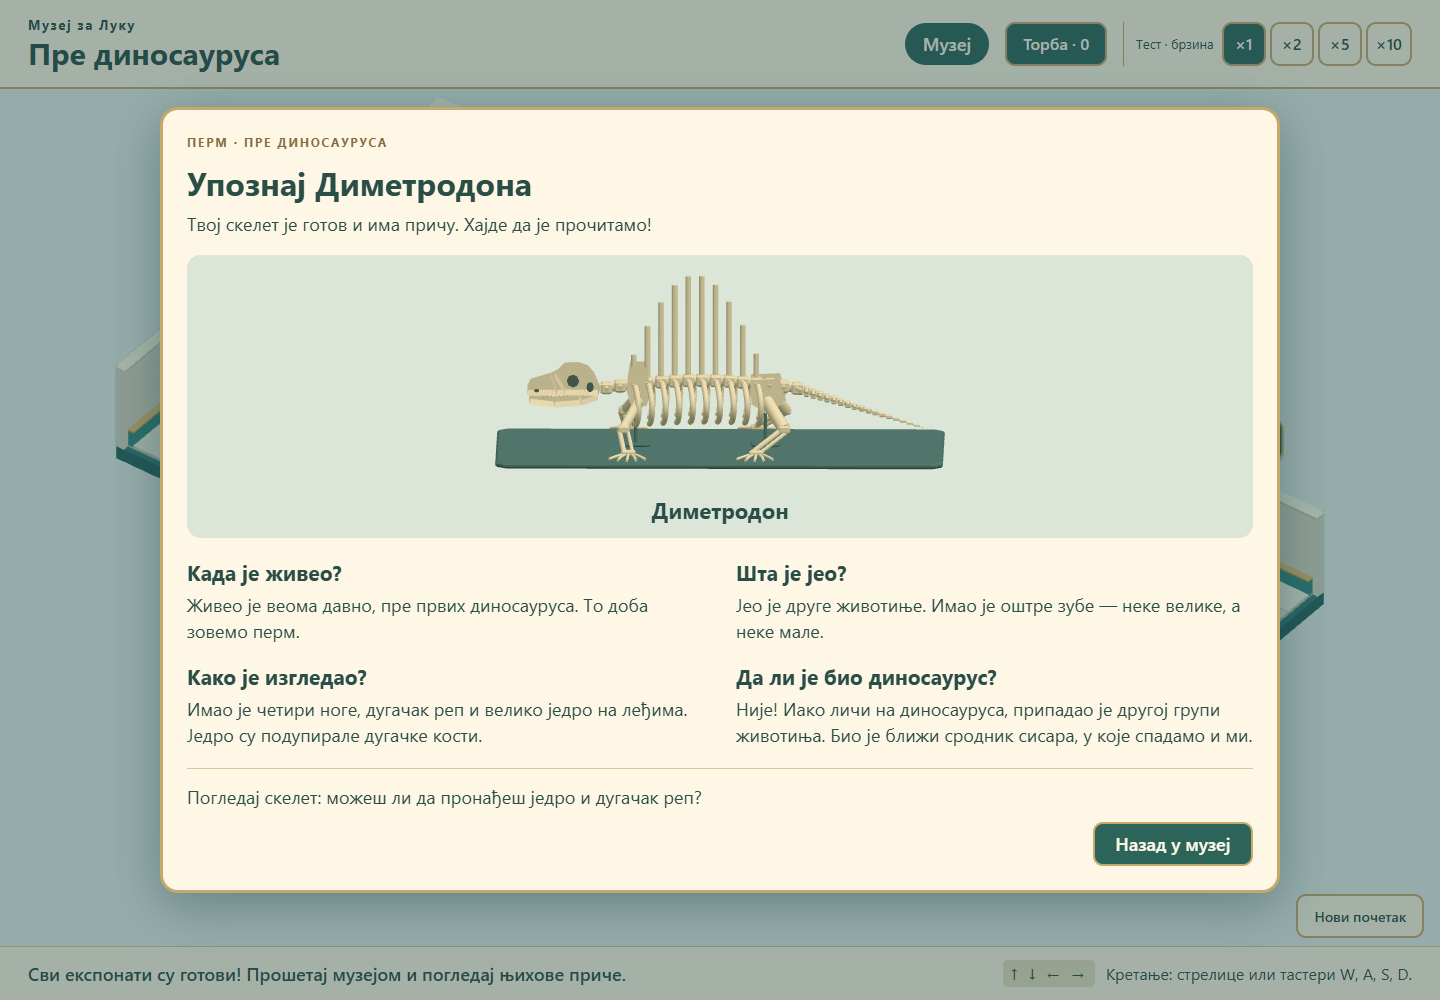 Музеј за Луку
Пре диносауруса
Музеј
Торба · 0
Тест · брзина
×1
×2
×5
×10
ПЕРМ · ПРЕ ДИНОСАУРУСА
Упознај Диметродона
Твој скелет је готов и има причу. Хајде да је прочитамо!
Диметродон
Када је живео?
Живео је веома давно, пре првих диносауруса. То доба
зовемо перм.
Шта је јео?
Јео је друге животиње. Имао је оштре зубе — неке велике, а
неке мале.
Како је изгледао?
Имао је четири ноге, дугачак реп и велико једро на леђима.
Једро су подупирале дугачке кости.
Да ли је био диносаурус?
Није! Иако личи на диносауруса, припадао је другој групи
животиња. Био је ближи сродник сисара, у које спадамо и ми.
Погледај скелет: можеш ли да пронађеш једро и дугачак реп?
Назад у музеј
Нови почетак
Сви експонати су готови! Прошетај музејом и погледај њихове приче.
↑ ↓ ← → Кретање: стрелице или тастери W, A, S, D.